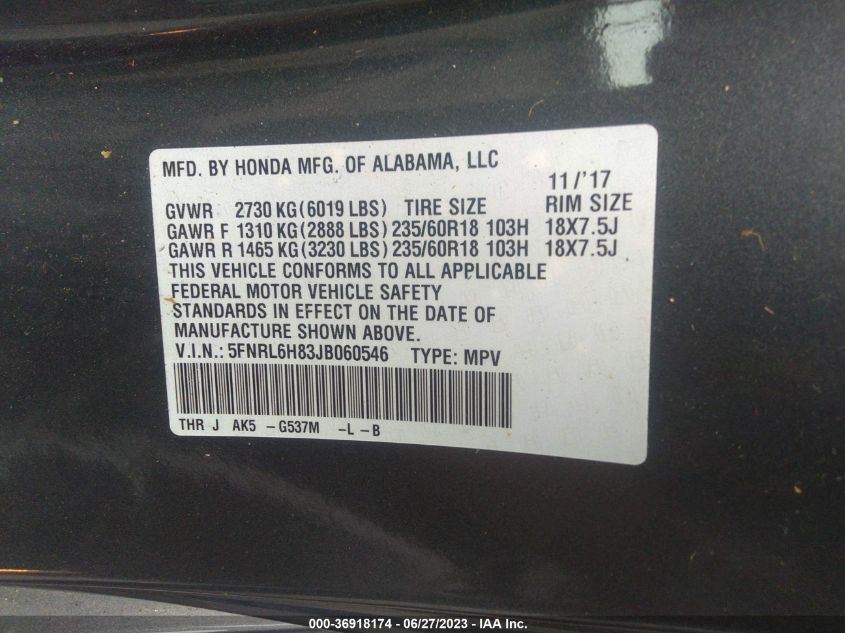 MFD. BY HONDA MFG. OF ALABAMA, LLC
11/'17
GVWR 2730 KG (6019 LBS) TIRE SIZE RIM SIZE
GAWR F 1310 KG (2888 LBS) 235/60R18 103H 18X7.5J
GAWR R 1465 KG (3230 LBS) 235/60R18 103H 18X7.5J
THIS VEHICLE CONFORMS TO ALL APPLICABLE
FEDERAL MOTOR VEHICLE SAFETY
STANDARDS IN EFFECT ON THE DATE OF
MANUFACTURE SHOWN ABOVE.
V.I.N.: 5FNRL6H83JB060546 TYPE: MPV
THR J AK5 -G537M -L -B
000-36918174 - 06/27/2023 - IAA Inc.